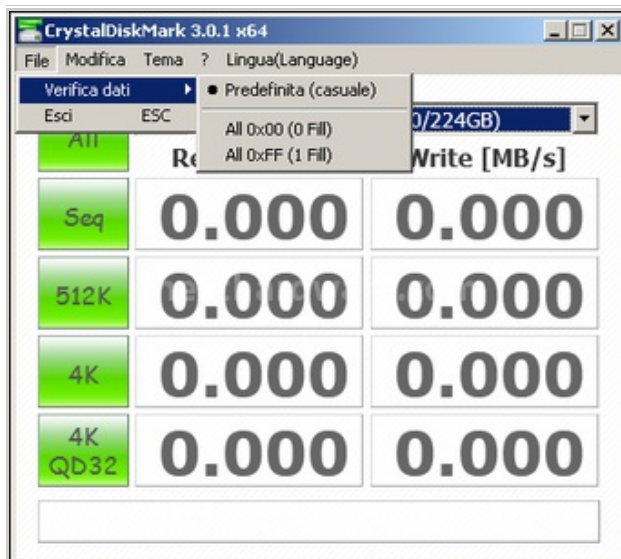 CrystalDiskMark 3.0.1 x64
File Modifica Tema ? Lingua(Language)
Verifica dati
Predefinita (casuale)
Esci ESC
All 0x00 (0 Fill)
All 0xFF (1 Fill)
0/224GB)
All
Re
Write [MB/s]
Seq 0.000 0.000
512K 0.000 0.000
4K 0.000 0.000
4K
QD32 0.000 0.000